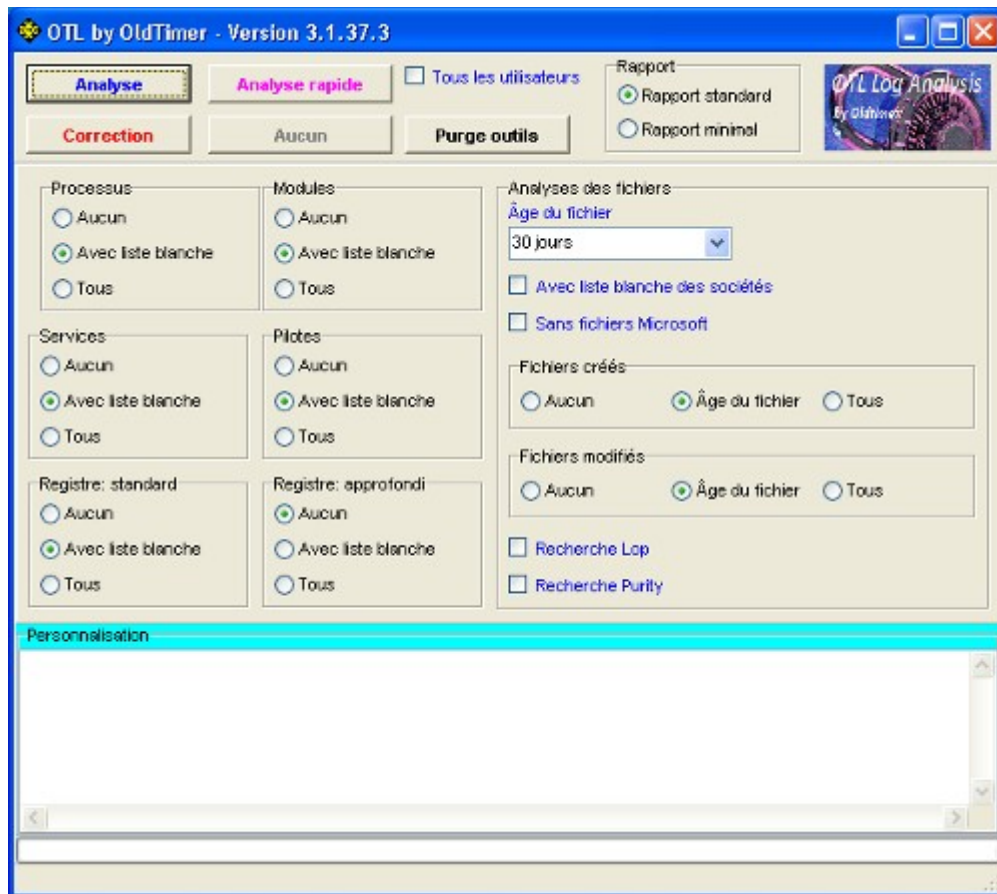 OTL by OldTimer - Version 3.1.37.3
Analyse
Analyse rapide
Tous les utilisateurs
Rapport
Rapport standard
Rapport minimal
OTL Log Analysis
By Oldtimer
Correction
Aucun
Purge outils
Processus
Aucun
Avec liste blanche
Tous
Modules
Aucun
Avec liste blanche
Tous
Services
Aucun
Avec liste blanche
Tous
Pilotes
Aucun
Avec liste blanche
Tous
Registre: standard
Aucun
Avec liste blanche
Tous
Registre: approfondi
Aucun
Avec liste blanche
Tous
Analyses des fichiers
Âge du fichier
30 jours
Avec liste blanche des sociétés
Sans fichiers Microsoft
Fichiers créés
Aucun
Âge du fichier
Tous
Fichiers modifiés
Aucun
Âge du fichier
Tous
Recherche Lop
Recherche Purity
Personnalisation